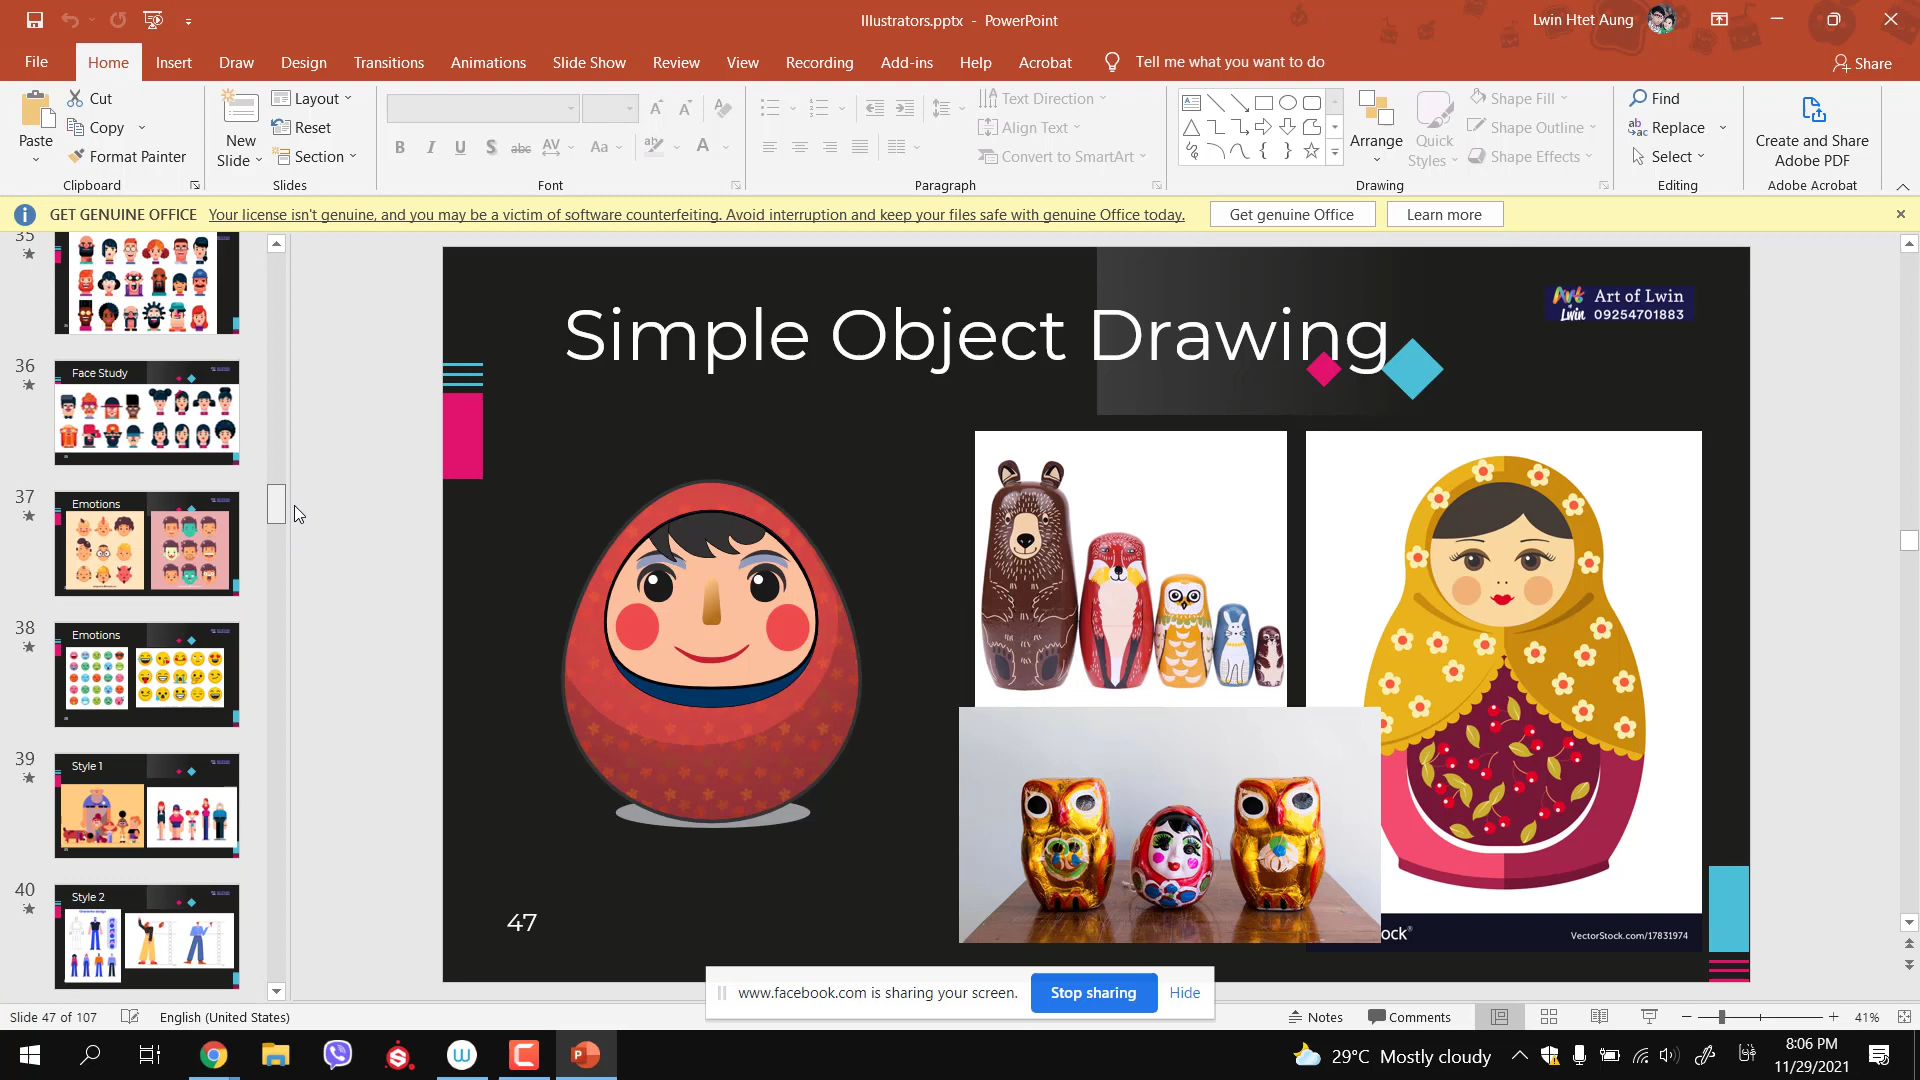 Illustrators.pptx - PowerPoint
Lwin Htet Aung
File
Home
Insert
Draw
Design
Transitions
Animations
Slide Show
Review
View
Recording
Add-ins
Help
Acrobat
Tell me what you want to do
Share
Paste
Cut
Copy
Format Painter
Clipboard
New Slide
Layout
Reset
Section
Slides
Aa
Font
Text Direction
Align Text
Convert to SmartArt
Paragraph
Arrange
Quick Styles
Shape Fill
Shape Outline
Shape Effects
Drawing
Find
Replace
Select
Editing
Create and Share
Adobe PDF
Adobe Acrobat
GET GENUINE OFFICE
Your license isn't genuine, and you may be a victim of software counterfeiting. Avoid interruption and keep your files safe with genuine Office today.
Get genuine Office
Learn more
35
36
Face Study
37
Emotions
38
Emotions
39
Style 1
40
Style 2
Simple Object Drawing
Art Lwin
Art of Lwin
09254701883
47
ock®
VectorStock.com/17831974
www.facebook.com is sharing your screen.
Stop sharing
Hide
Slide 47 of 107
English (United States)
Notes
Comments
41%
29°C Mostly cloudy
8:06 PM
11/29/2021